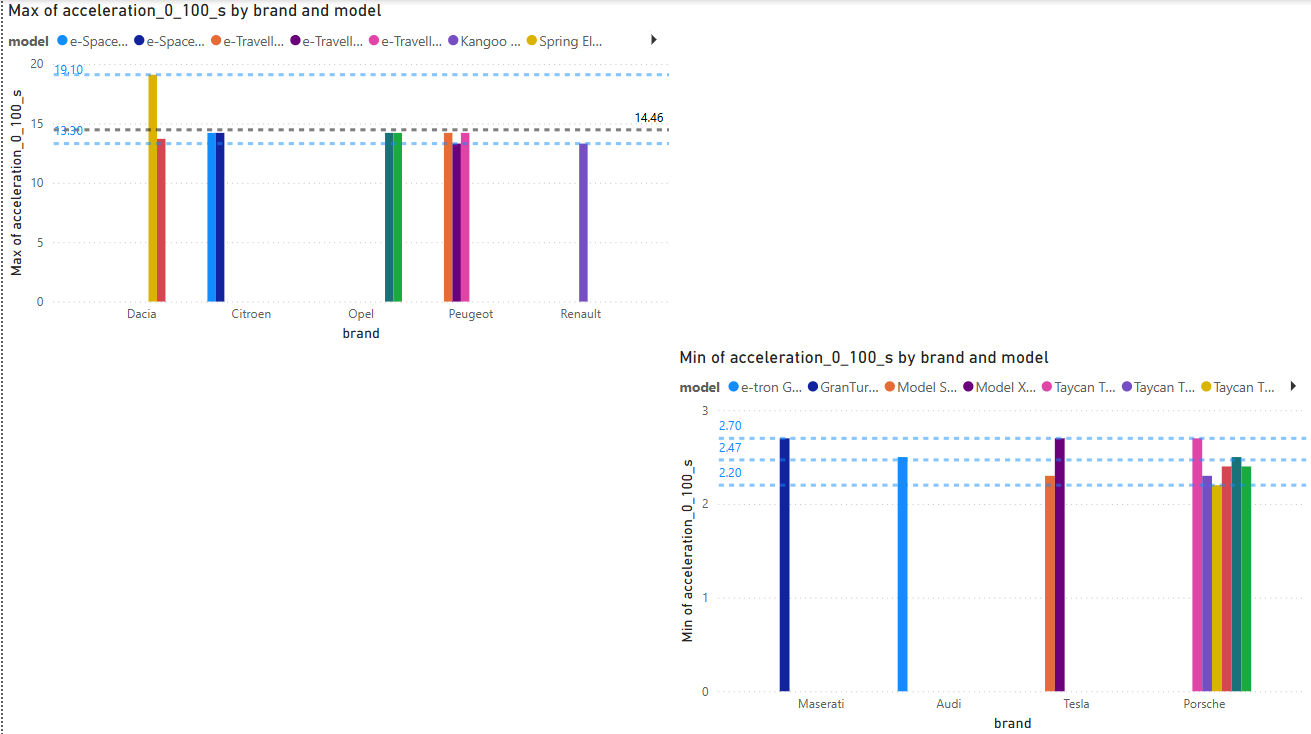 Max of acceleration_0_100_s by brand and model
model e-Space... e-Space... e-Travell... e-Travell... e-Travell... Kangoo ... Spring El...
20
19.10
15
14.46
13.30
10
5
0
Max of acceleration_0_100_s
Dacia Citroen Opel Peugeot Renault
brand
Min of acceleration_0_100_s by brand and model
model e-tron G... GranTur... Model S... Model X... Taycan T... Taycan T... Taycan T...
3
2.70
2.47
2.20
2
1
0
Min of acceleration_0_100_s
Maserati Audi Tesla Porsche
brand